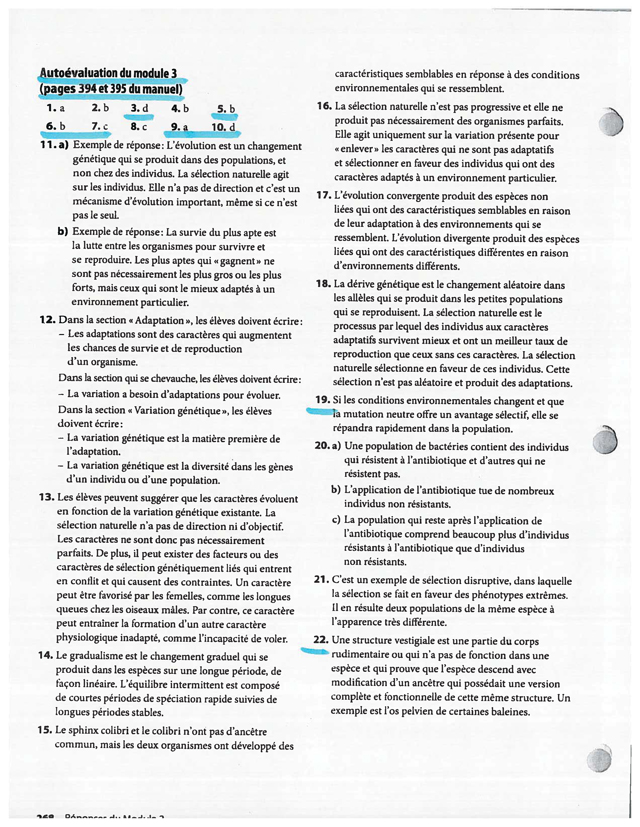 Autoévaluation du module 3
(pages 394 et 395 du manuel)
1. a 2. b 3. d 4. b 5. b
6. b 7. c 8. c 9. a 10. d
11. a) Exemple de réponse : L'évolution est un changement
génétique qui se produit dans des populations, et
non chez des individus. La sélection naturelle agit
sur les individus. Elle n'a pas de direction et c'est un
mécanisme d'évolution important, même si ce n'est
pas le seul.
b) Exemple de réponse : La survie du plus apte est
la lutte entre les organismes pour survivre et
se reproduire. Les plus aptes qui « gagnent » ne
sont pas nécessairement les plus gros ou les plus
forts, mais ceux qui sont le mieux adaptés à un
environnement particulier.
12. Dans la section « Adaptation », les élèves doivent écrire :
– Les adaptations sont des caractères qui augmentent
les chances de survie et de reproduction
d'un organisme.
Dans la section qui se chevauche, les élèves doivent écrire :
– La variation a besoin d'adaptations pour évoluer.
Dans la section « Variation génétique », les élèves
doivent écrire :
– La variation génétique est la matière première de
l'adaptation.
– La variation génétique est la diversité dans les gènes
d'un individu ou d'une population.
13. Les élèves peuvent suggérer que les caractères évoluent
en fonction de la variation génétique existante. La
sélection naturelle n'a pas de direction ni d'objectif.
Les caractères ne sont donc pas nécessairement
parfaits. De plus, il peut exister des facteurs ou des
caractères de sélection génétiquement liés qui entrent
en conflit et qui causent des contraintes. Un caractère
peut être favorisé par les femelles, comme les longues
queues chez les oiseaux mâles. Par contre, ce caractère
peut entraîner la formation d'un autre caractère
physiologique inadapté, comme l'incapacité de voler.
14. Le gradualisme est le changement graduel qui se
produit dans les espèces sur une longue période, de
façon linéaire. L'équilibre intermittent est composé
de courtes périodes de spéciation rapide suivies de
longues périodes stables.
15. Le sphinx colibri et le colibri n'ont pas d'ancêtre
commun, mais les deux organismes ont développé des
caractéristiques semblables en réponse à des conditions
environnementales qui se ressemblent.
16. La sélection naturelle n'est pas progressive et elle ne
produit pas nécessairement des organismes parfaits.
Elle agit uniquement sur la variation présente pour
« enlever » les caractères qui ne sont pas adaptatifs
et sélectionner en faveur des individus qui ont des
caractères adaptés à un environnement particulier.
17. L'évolution convergente produit des espèces non
liées qui ont des caractéristiques semblables en raison
de leur adaptation à des environnements qui se
ressemblent. L'évolution divergente produit des espèces
liées qui ont des caractéristiques différentes en raison
d'environnements différents.
18. La dérive génétique est le changement aléatoire dans
les allèles qui se produit dans les petites populations
qui se reproduisent. La sélection naturelle est le
processus par lequel des individus aux caractères
adaptatifs survivent mieux et ont un meilleur taux de
reproduction que ceux sans ces caractères. La sélection
naturelle sélectionne en faveur de ces individus. Cette
sélection n'est pas aléatoire et produit des adaptations.
19. Si les conditions environnementales changent et que
la mutation neutre offre un avantage sélectif, elle se
répandra rapidement dans la population.
20. a) Une population de bactéries contient des individus
qui résistent à l'antibiotique et d'autres qui ne
résistent pas.
b) L'application de l'antibiotique tue de nombreux
individus non résistants.
c) La population qui reste après l'application de
l'antibiotique comprend beaucoup plus d'individus
résistants à l'antibiotique que d'individus
non résistants.
21. C'est un exemple de sélection disruptive, dans laquelle
la sélection se fait en faveur des phénotypes extrêmes.
Il en résulte deux populations de la même espèce à
l'apparence très différente.
22. Une structure vestigiale est une partie du corps
rudimentaire ou qui n'a pas de fonction dans une
espèce et qui prouve que l'espèce descend avec
modification d'un ancêtre qui possédait une version
complète et fonctionnelle de cette même structure. Un
exemple est l'os pelvien de certaines baleines.
368 Réponses du Module 3